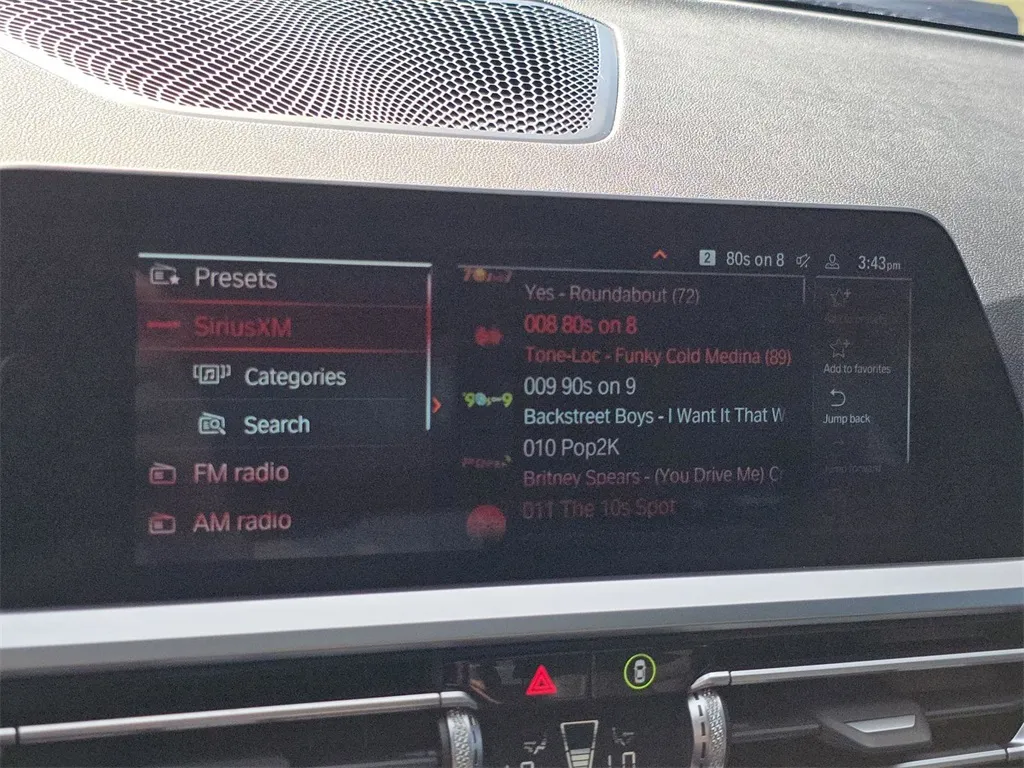 2 80s on 8 3:43pm
Presets
SiriusXM
Categories
Search
FM radio
AM radio
Yes - Roundabout (72)
008 80s on 8
Tone-Loc - Funky Cold Medina (89)
009 90s on 9
Backstreet Boys - I Want It That W
010 Pop2K
Britney Spears - (You Drive Me) C
011 The 10s Spot
Add to favorites
Jump back
Jump forward